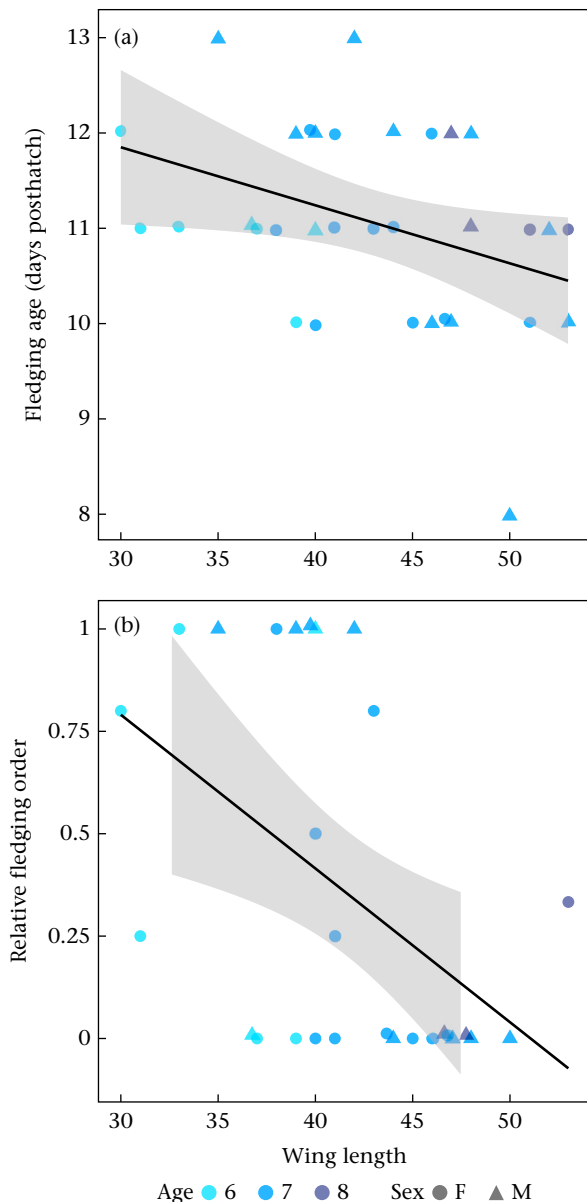 (a)
Fledging age (days posthatch)
13
12
11
10
9
8
30 35 40 45 50
(b)
Relative fledging order
1
0.75
0.5
0.25
0
30 35 40 45 50
Wing length
Age 6 7 8 Sex F M